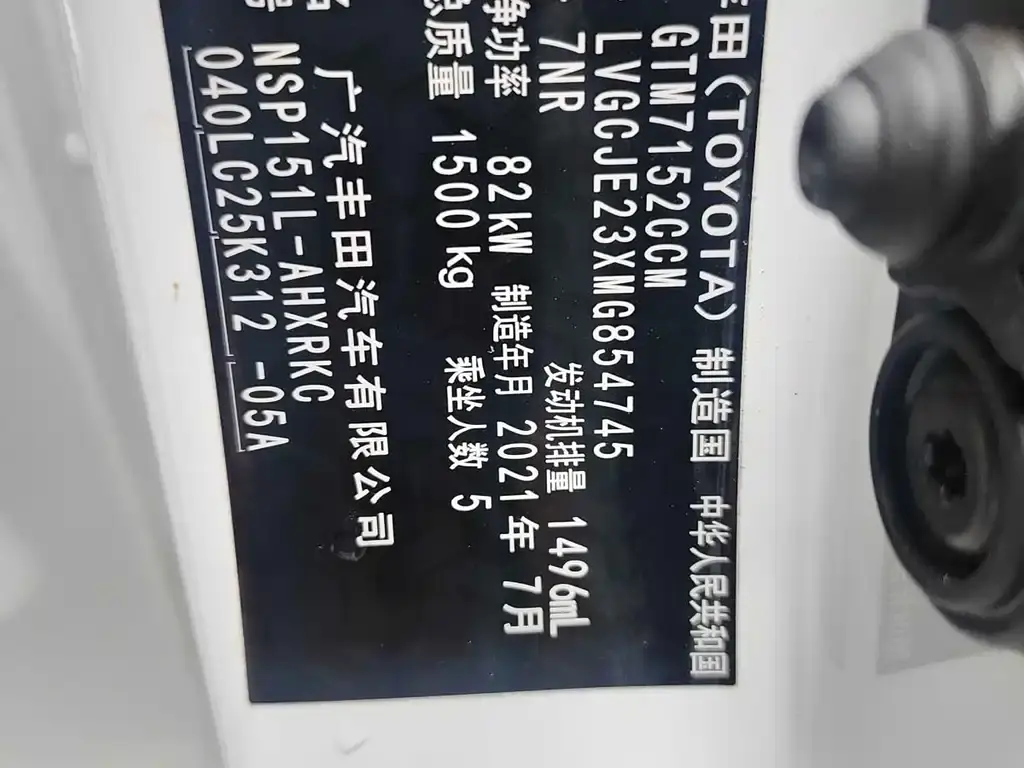 丰田（TOYOTA） 制造国 中华人民共和国
GTM7152CCM
LVGCJE23XMG854745
7NR 发动机排量 1496mL
净功率 82kW 制造年月 2021年 7月
总质量 1500 kg 乘坐人数 5
广汽丰田汽车有限公司
NSP151L-AHXRKC
040LC25K312 -05A